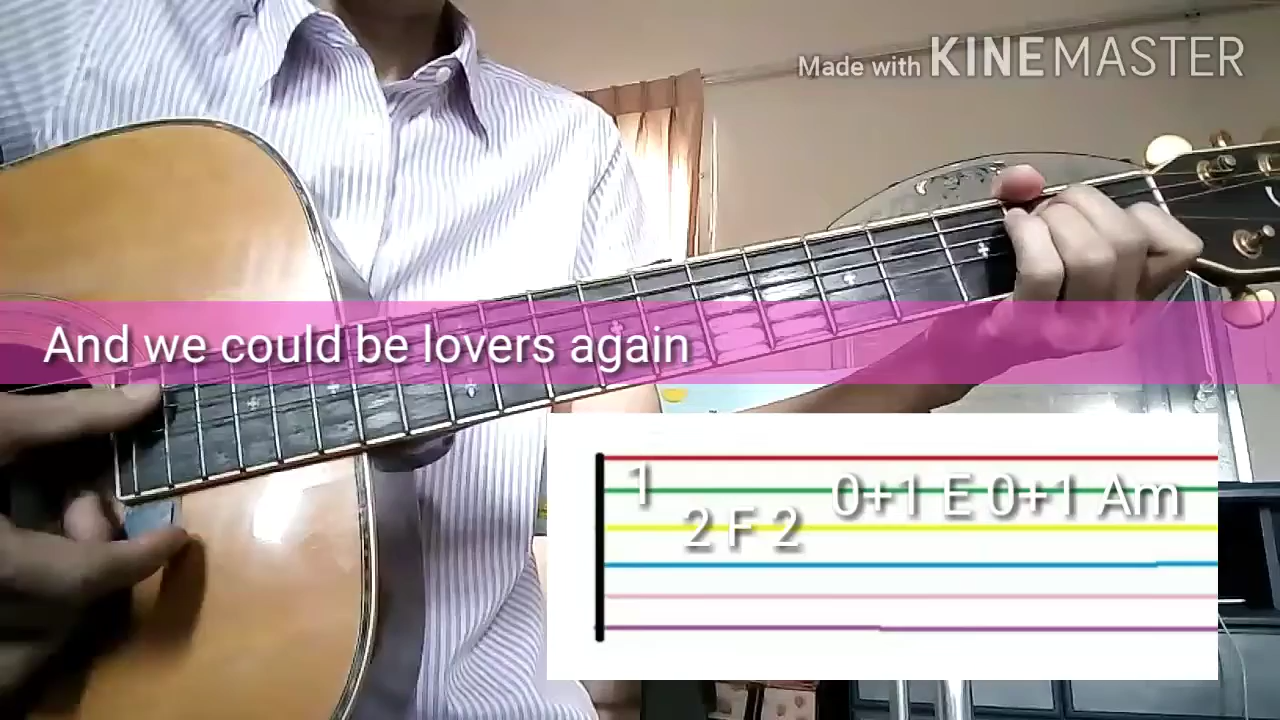 Made with KINEMASTER
And we could be lovers again
1
0+1 E 0+1 Am
2 F 2